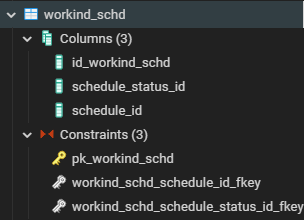 workind_schd
Columns (3)
id_workind_schd
schedule_status_id
schedule_id
Constraints (3)
pk_workind_schd
workind_schd_schedule_id_fkey
workind_schd_schedule_status_id_fkey